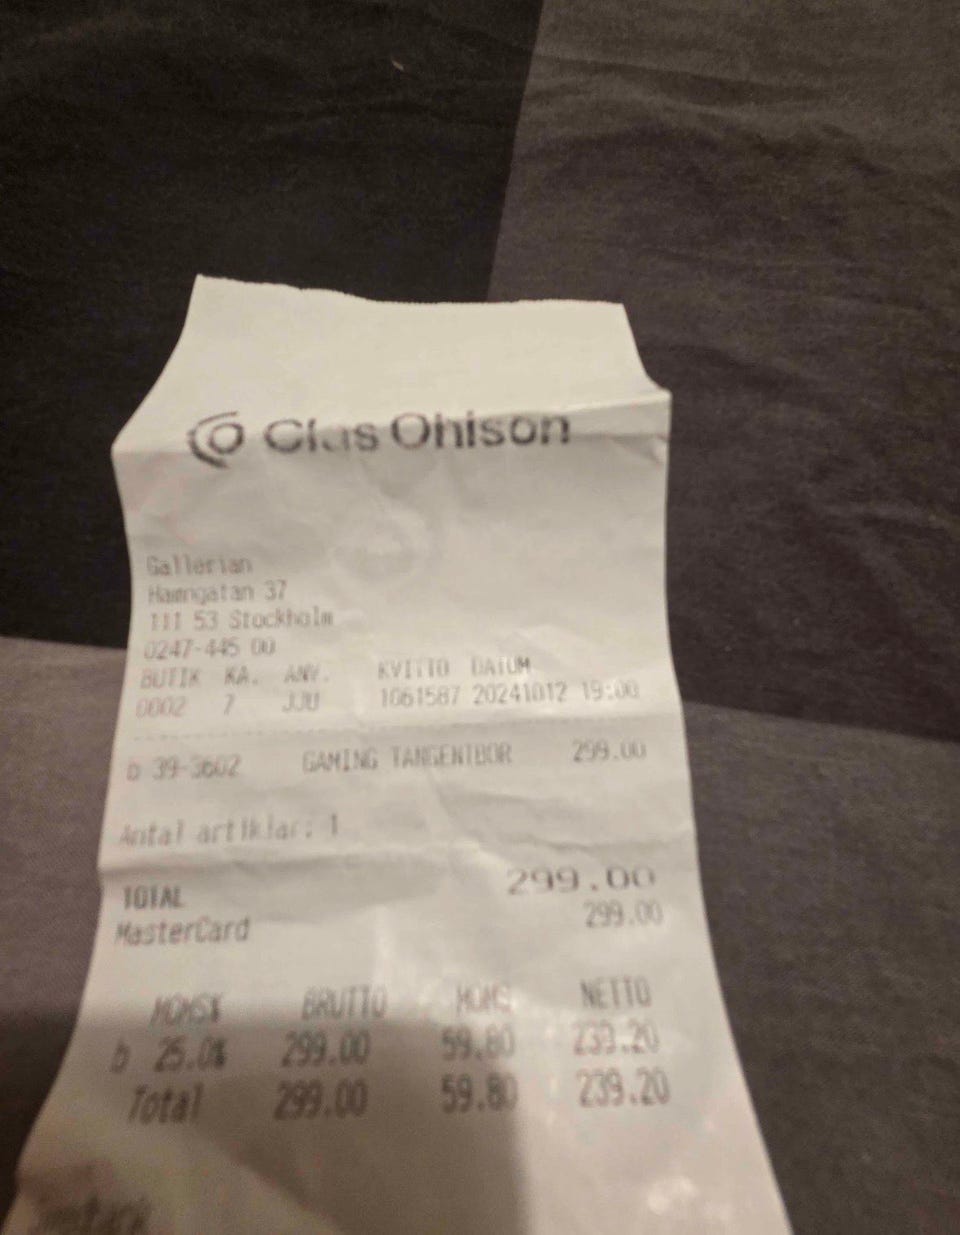 Clas Ohlson
Gallerian
Hamngatan 37
111 53 Stockholm
0247-445 00
BUTIK KA. ANV. KVITTO DATUM
0002 7 JJU 1061587 20241012 19:00
b 39-3602 GAMING TANGENTBOR 299.00
Antal artiklar: 1
TOTAL 299.00
MasterCard 299.00
MOMS% BRUTTO MOMS NETTO
b 25.0% 299.00 59.80 239.20
Total 299.00 59.80 239.20